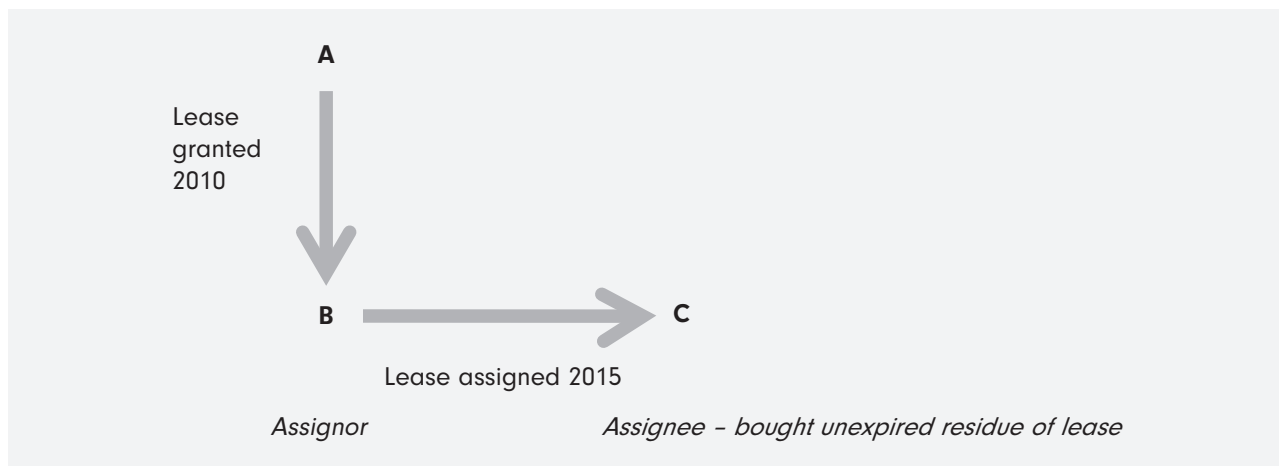 A
Lease
granted
2010
B
C
Lease assigned 2015
Assignor
Assignee – bought unexpired residue of lease